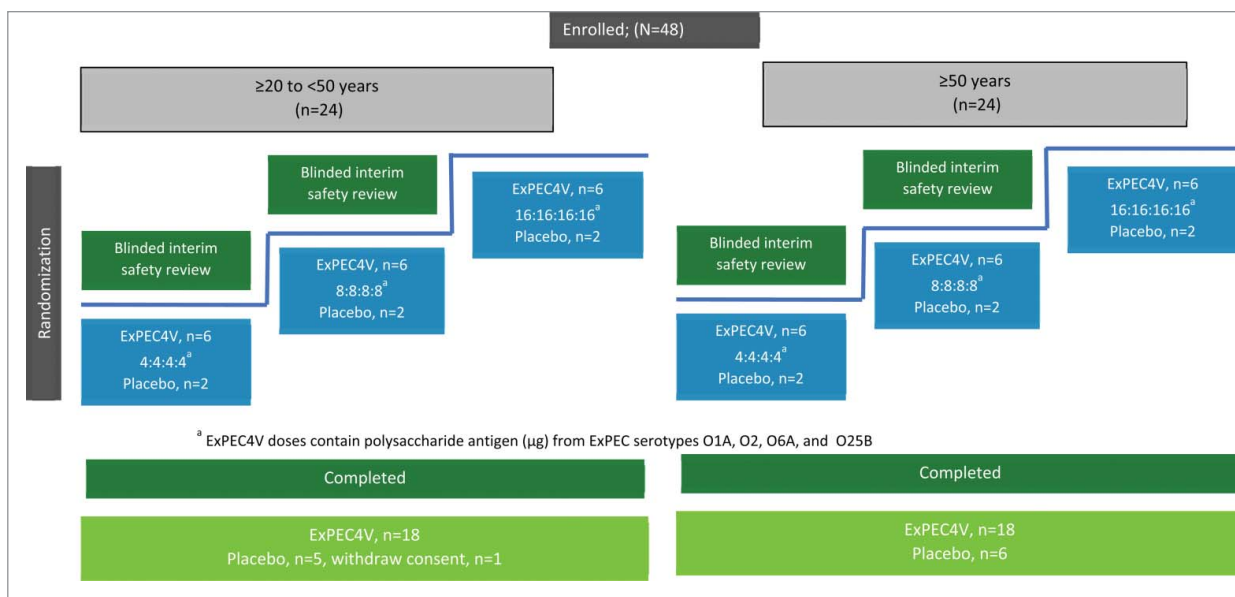 Enrolled; (N=48)
≥20 to <50 years
(n=24)
≥50 years
(n=24)
Randomization
Blinded interim
safety review
Blinded interim
safety review
ExPEC4V, n=6
4:4:4:4a
Placebo, n=2
ExPEC4V, n=6
8:8:8:8a
Placebo, n=2
ExPEC4V, n=6
16:16:16:16a
Placebo, n=2
Blinded interim
safety review
Blinded interim
safety review
ExPEC4V, n=6
4:4:4:4a
Placebo, n=2
ExPEC4V, n=6
8:8:8:8a
Placebo, n=2
ExPEC4V, n=6
16:16:16:16a
Placebo, n=2
a ExPEC4V doses contain polysaccharide antigen (µg) from ExPEC serotypes O1A, O2, O6A, and O25B
Completed
ExPEC4V, n=18
Placebo, n=5, withdraw consent, n=1
Completed
ExPEC4V, n=18
Placebo, n=6